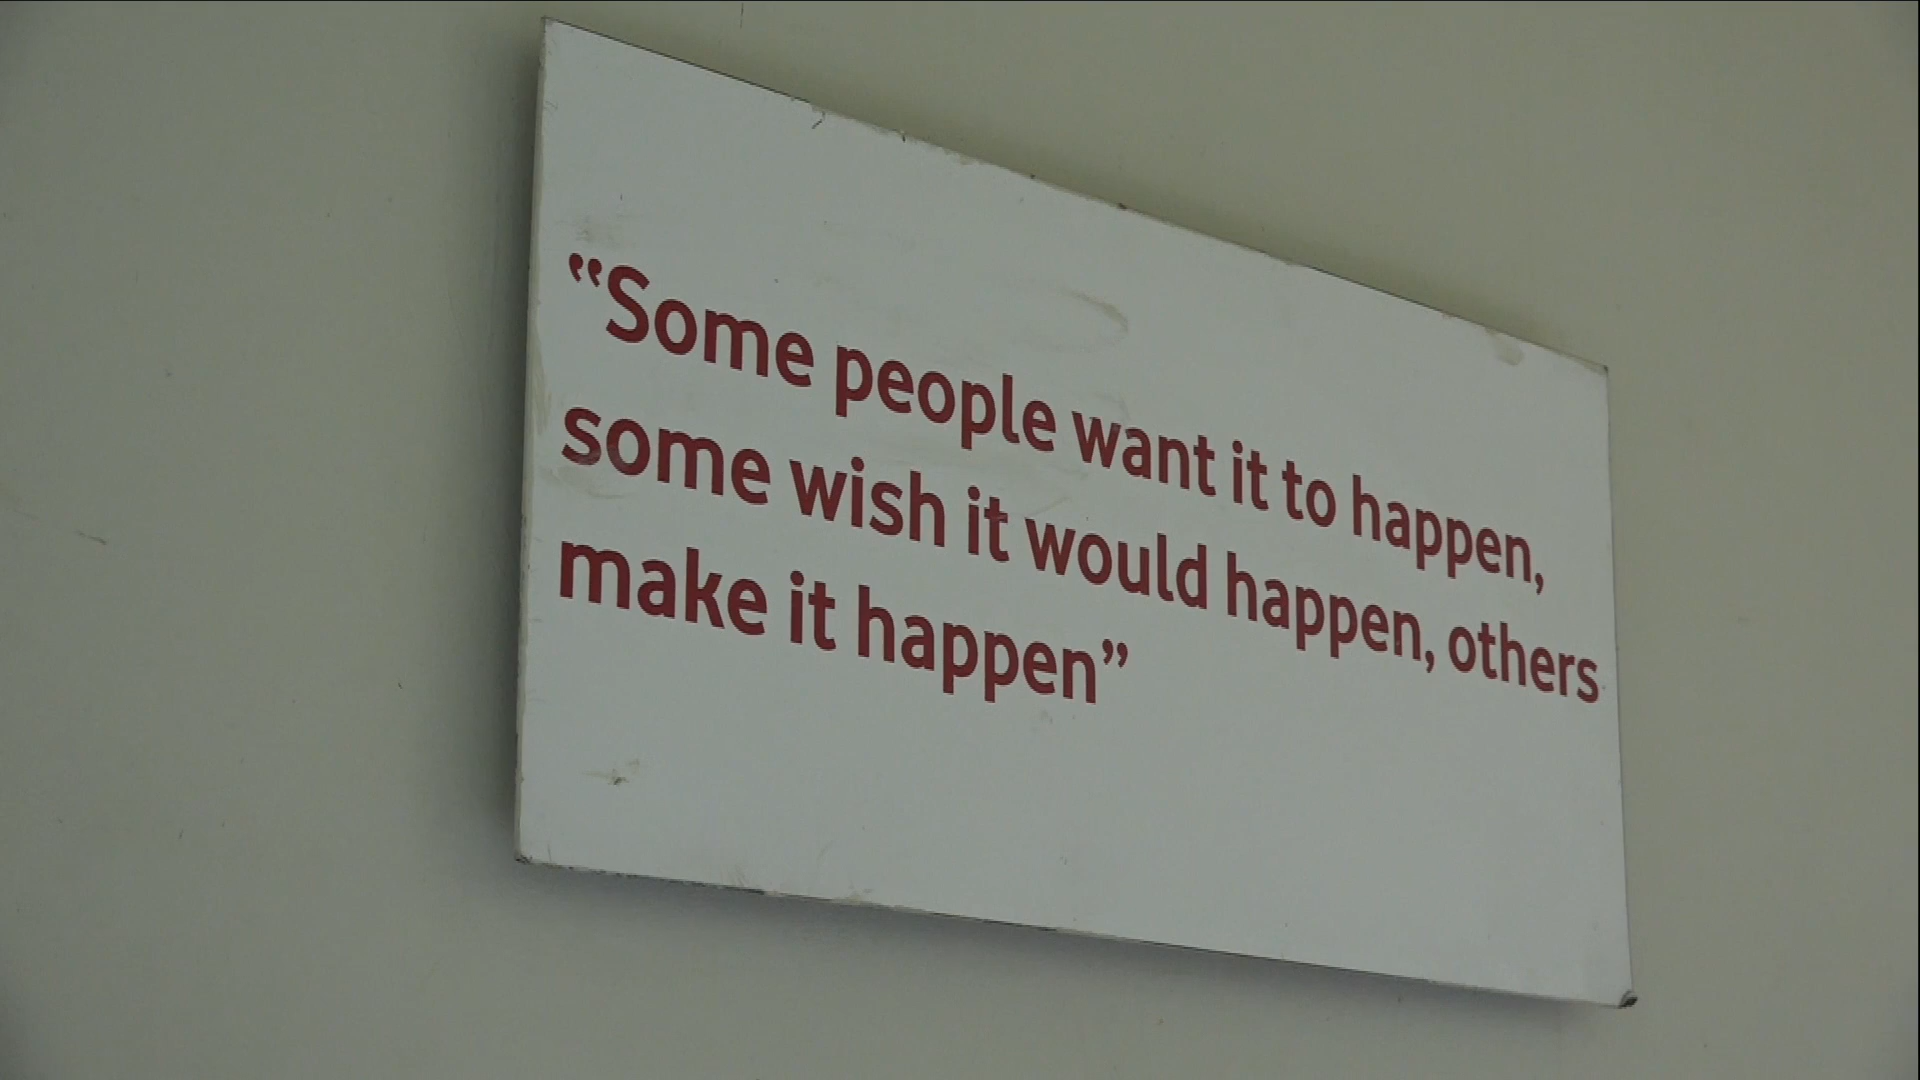 “Some people want it to happen,
some wish it would happen, others
make it happen”